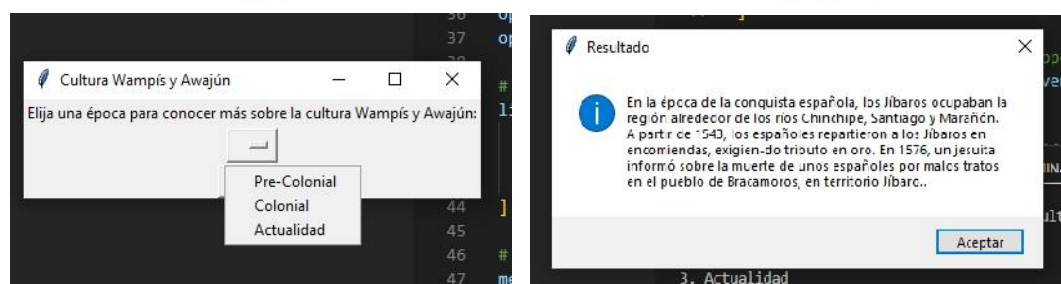 36
37
Cultura Wampís y Awajún
Elija una época para conocer más sobre la cultura Wampís y Awajún:
Pre-Colonial
Colonial
Actualidad
44 ]
45
46 #
47 me
Resultado
En la época de la conquista española, los Jíbaros ocupaban la
región alrededor de los ríos Chinchipe, Santiago y Marañón.
A partir de 1543, los españoles repartieron a los Jíbaros en
encomiendas, exigiendo tributo en oro. En 1576, un jesuita
informó sobre la muerte de unos españoles por malos tratos
en el pueblo de Bracamoros, en territorio Jíbaro..
Aceptar
3. Actualidad